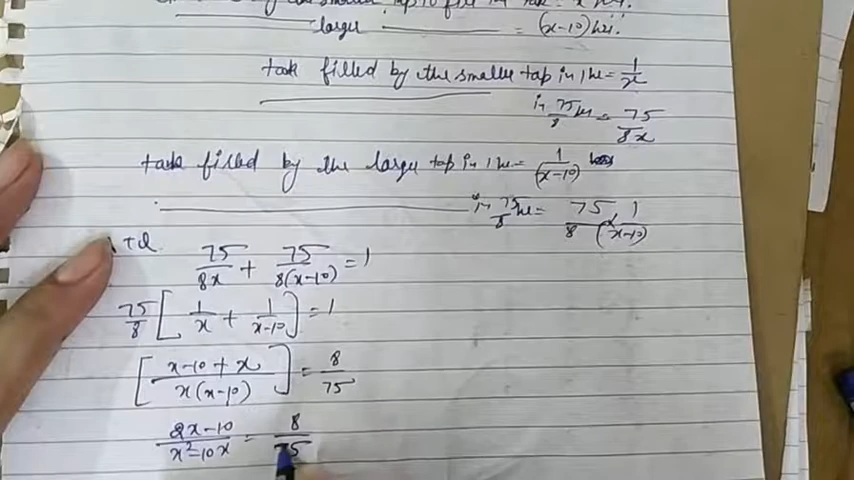 larger ———— = (x-10) hr.
tank filled by the smaller tap in 1 hr = 1/x
in 75/8 hr = 75/8x
tank filled by the larger tap in 1 hr = 1/(x-10)
in 75/8 hr = 75/8 × 1/(x-10)
75/8x + 75/8(x-10) = 1
75/8 [ 1/x + 1/x-10 ] = 1
[ x-10 + x / x(x-10) ] = 8/75
2x-10 / x²-10x = 8/75